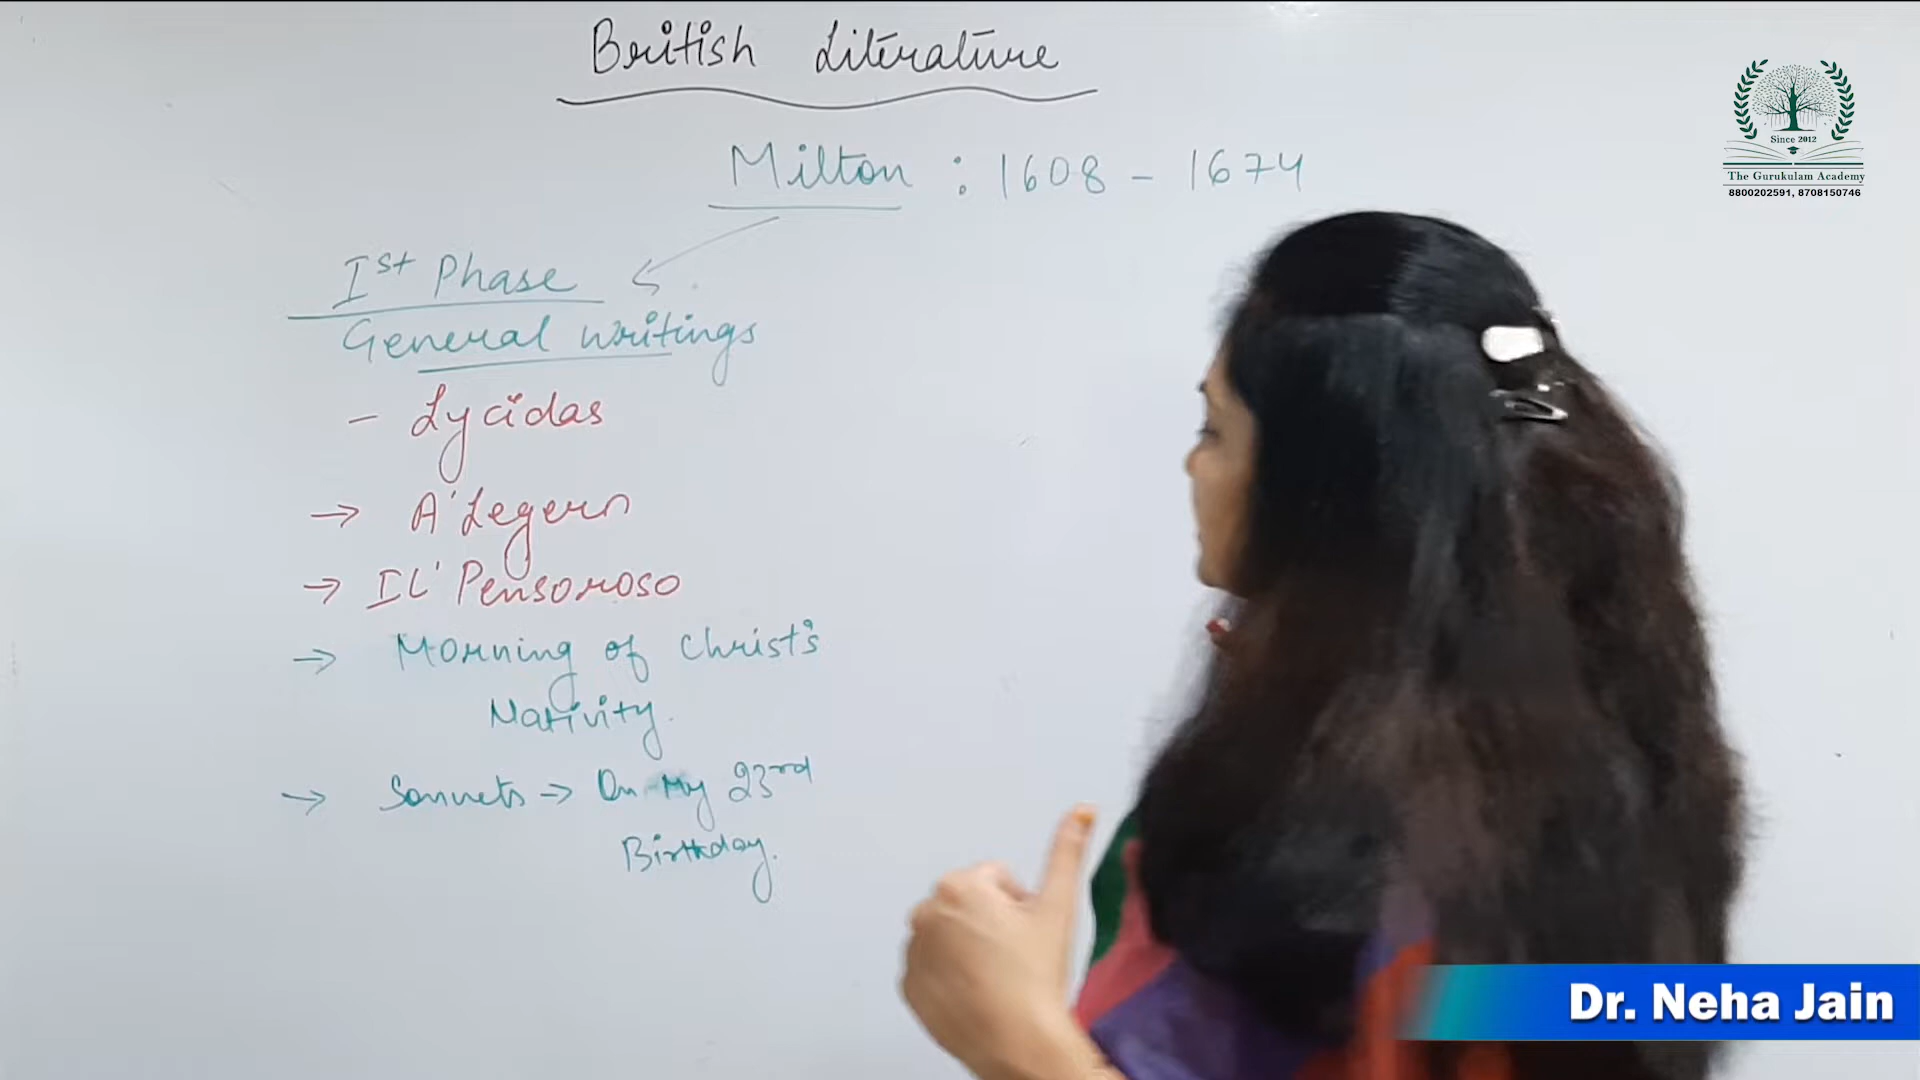 British Literature
Milton : 1608 - 1674
Ist Phase
General writings
- Lycidas
→ A'Legern
→ IL' Pensoroso
→ Morning of Christ's
Nativity.
→ Sonnets → On My 23rd
Birthday.
Since 2012
The Gurukulam Academy
8800202591, 8708150746
Dr. Neha Jain